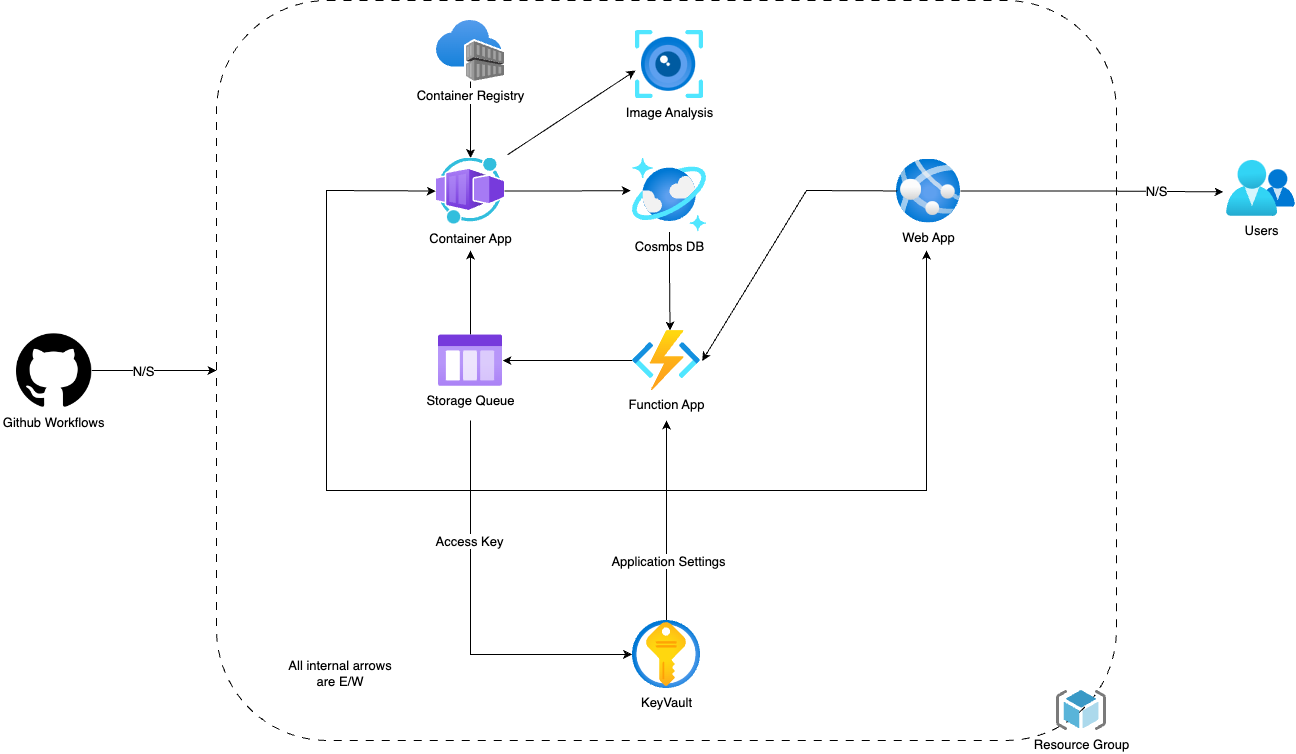 Container Registry
Image Analysis
Container App
Cosmos DB
Web App
N/S
Users
N/S
Github Workflows
Storage Queue
Function App
Access Key
Application Settings
All internal arrows
are E/W
KeyVault
Resource Group